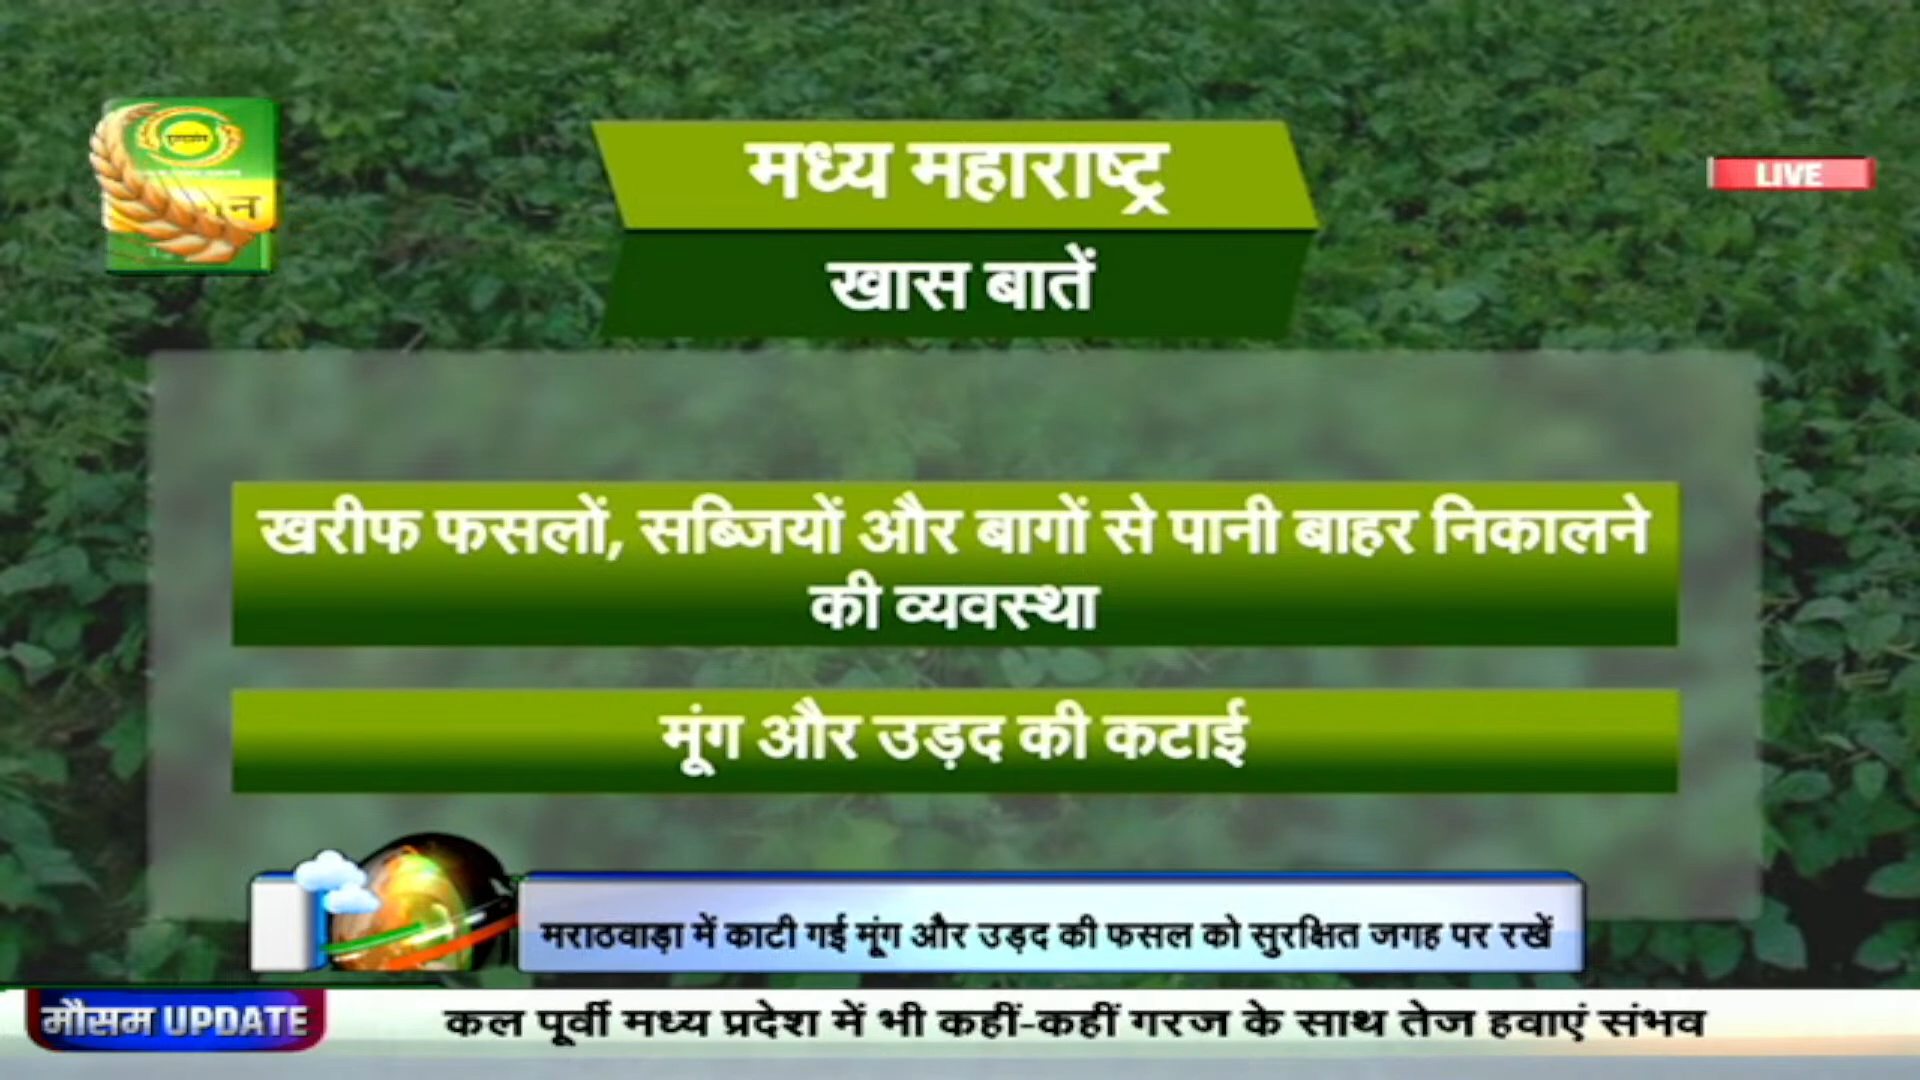 मध्य महाराष्ट्र
LIVE
खास बातें
खरीफ फसलों, सब्जियों और बागों से पानी बाहर निकालने
की व्यवस्था
मूंग और उड़द की कटाई
मराठवाड़ा में काटी गई मूंग और उड़द की फसल को सुरक्षित जगह पर रखें
मौसम UPDATE
कल पूर्वी मध्य प्रदेश में भी कहीं-कहीं गरज के साथ तेज हवाएं संभव